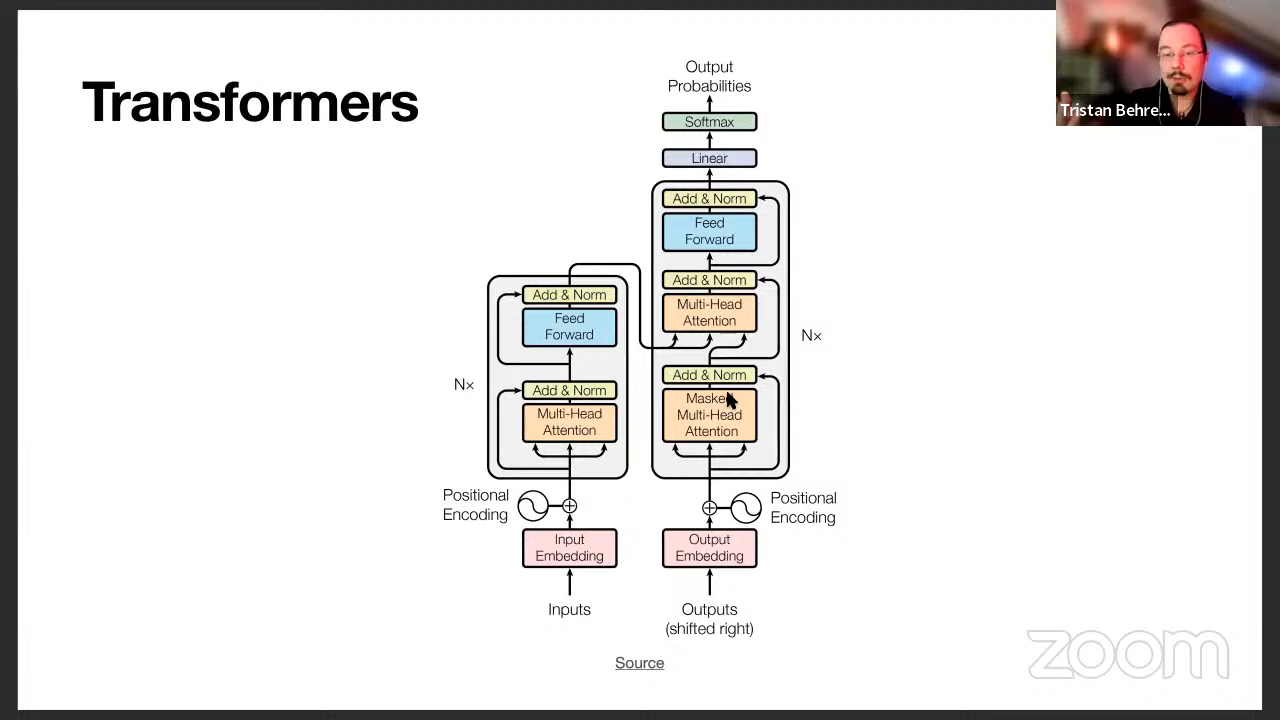 Transformers
Tristan Behre...
Output
Probabilities
Softmax
Linear
Add & Norm
Feed
Forward
Add & Norm
Multi-Head
Attention
Nx
Add & Norm
Masked
Multi-Head
Attention
Add & Norm
Feed
Forward
Nx
Add & Norm
Multi-Head
Attention
Positional
Encoding
Positional
Encoding
Input
Embedding
Output
Embedding
Inputs
Outputs
(shifted right)
Source
zoom